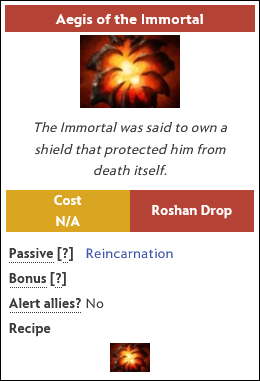 Aegis of the Immortal
The Immortal was said to own a
shield that protected him from
death itself.
Cost
N/A
Roshan Drop
Passive [?] Reincarnation
Bonus [?]
Alert allies? No
Recipe